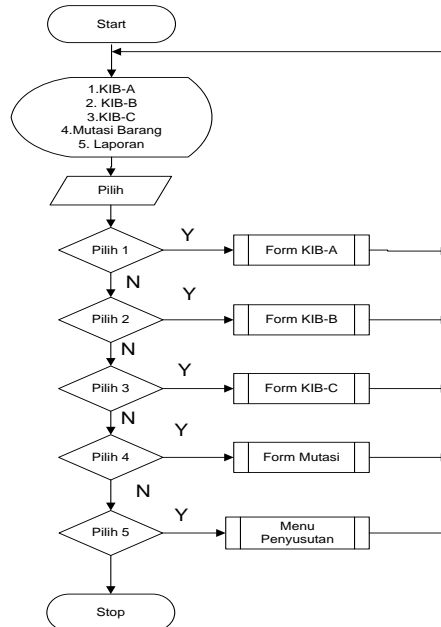 Start
1.KIB-A
2. KIB-B
3.KIB-C
4.Mutasi Barang
5. Laporan
Pilih
Pilih 1
Y
Form KIB-A
N
Pilih 2
Y
Form KIB-B
N
Pilih 3
Y
Form KIB-C
N
Pilih 4
Y
Form Mutasi
N
Pilih 5
Y
Menu
Penyusutan
Stop